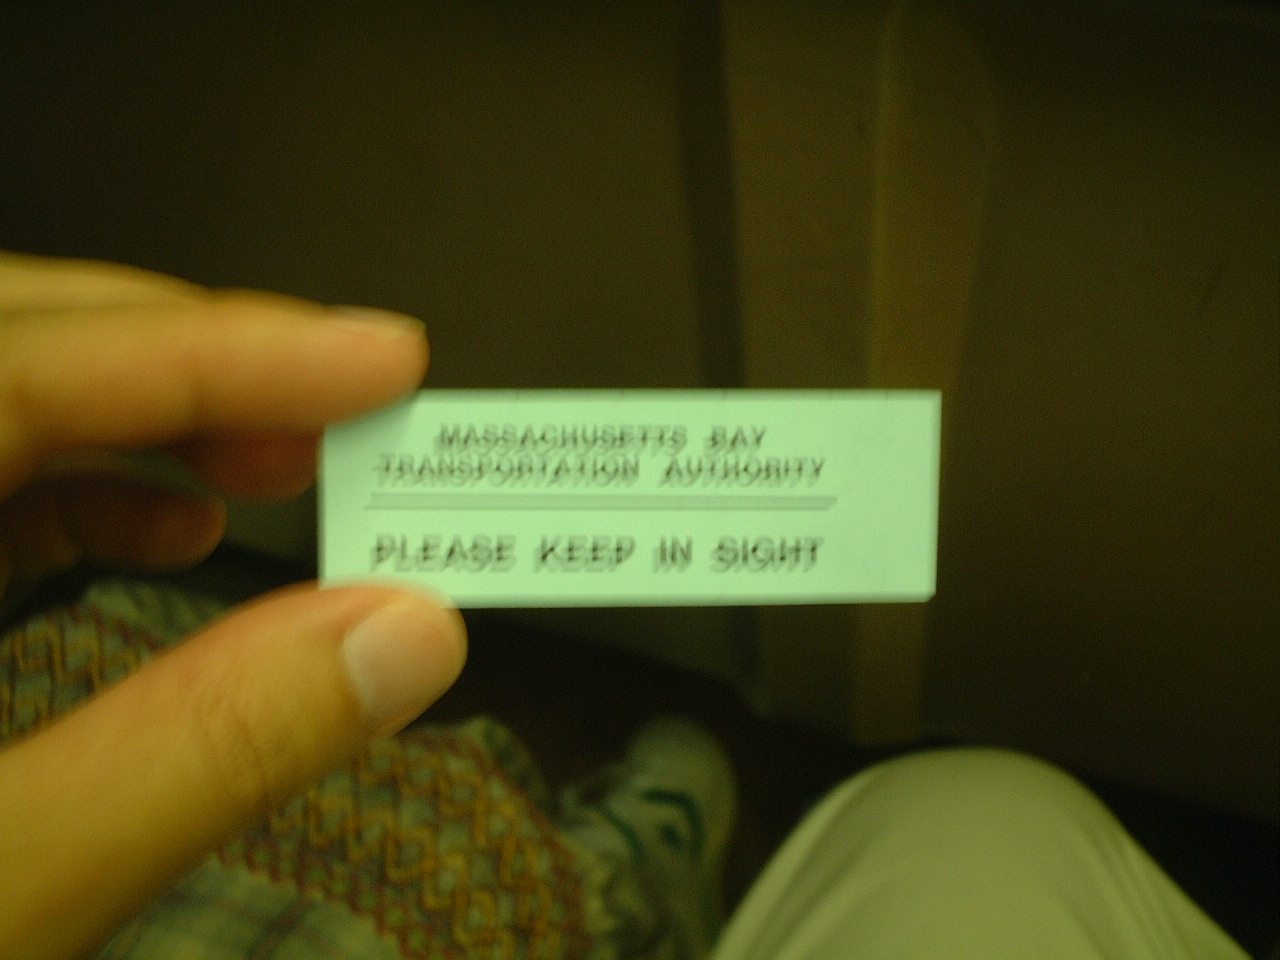 MASSACHUSETTS BAY
TRANSPORTATION AUTHORITY
PLEASE KEEP IN SIGHT